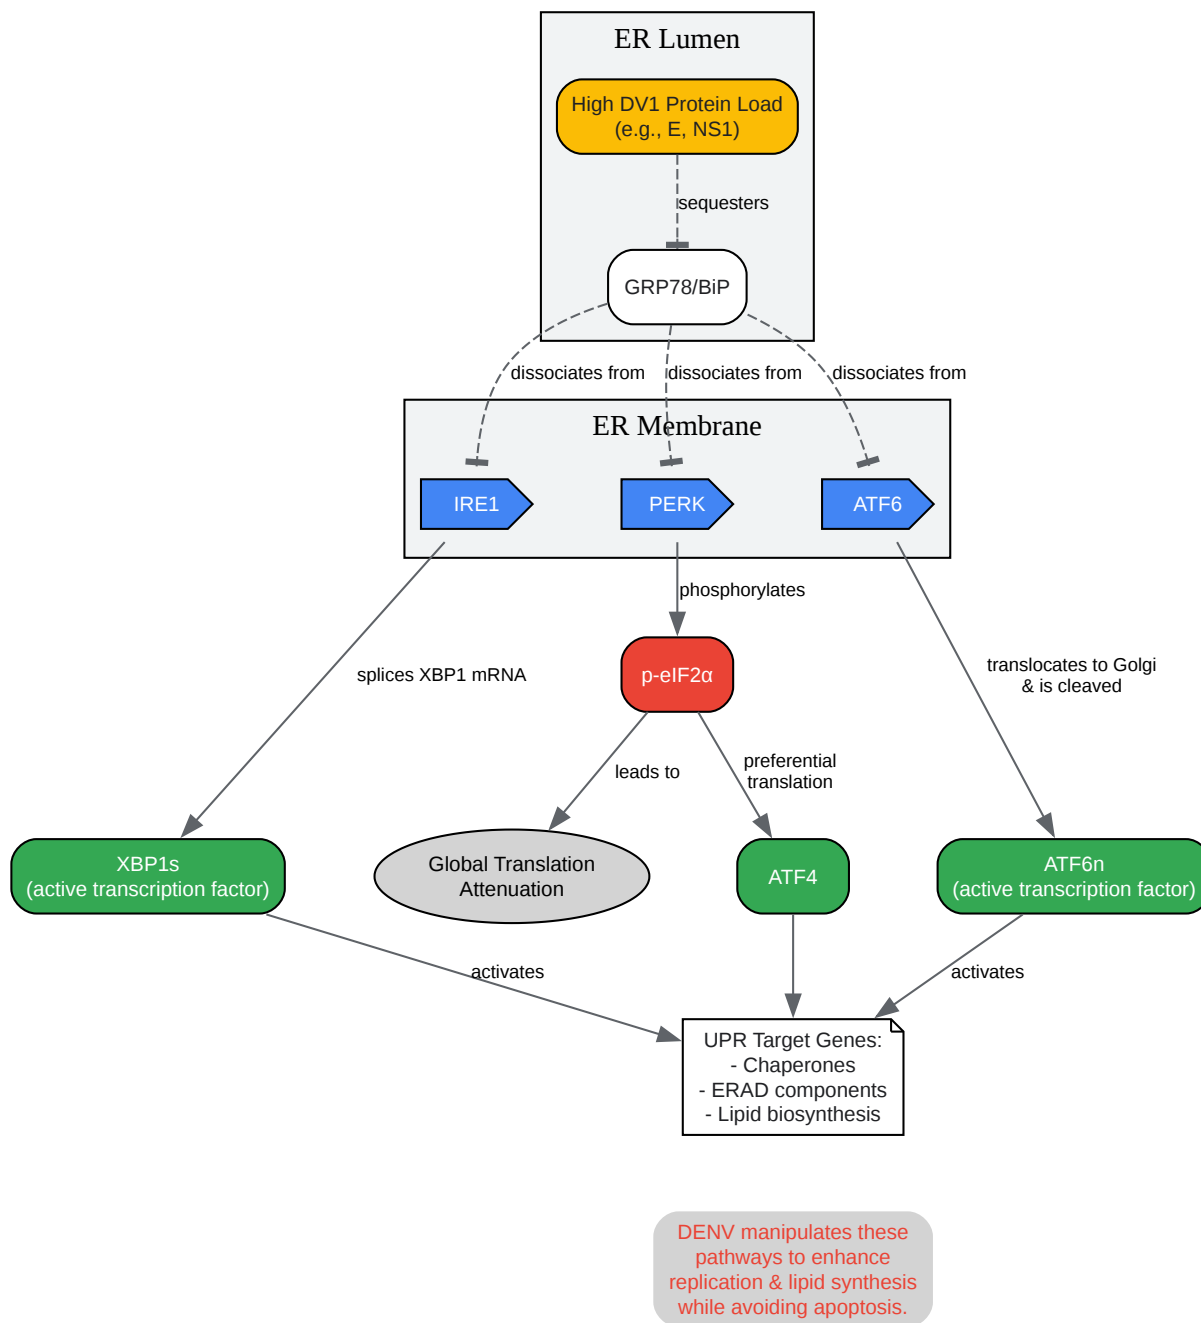 ER Lumen
High DV1 Protein Load
(e.g., E, NS1)
sequesters
GRP78/BiP
dissociates from
dissociates from
dissociates from
ER Membrane
IRE1
PERK
ATF6
phosphorylates
splices XBP1 mRNA
p-eIF2α
translocates to Golgi
& is cleaved
leads to
preferential
translation
XBP1s
(active transcription factor)
Global Translation
Attenuation
ATF4
ATF6n
(active transcription factor)
activates
activates
UPR Target Genes:
- Chaperones
- ERAD components
- Lipid biosynthesis
DENV manipulates these
pathways to enhance
replication & lipid synthesis
while avoiding apoptosis.